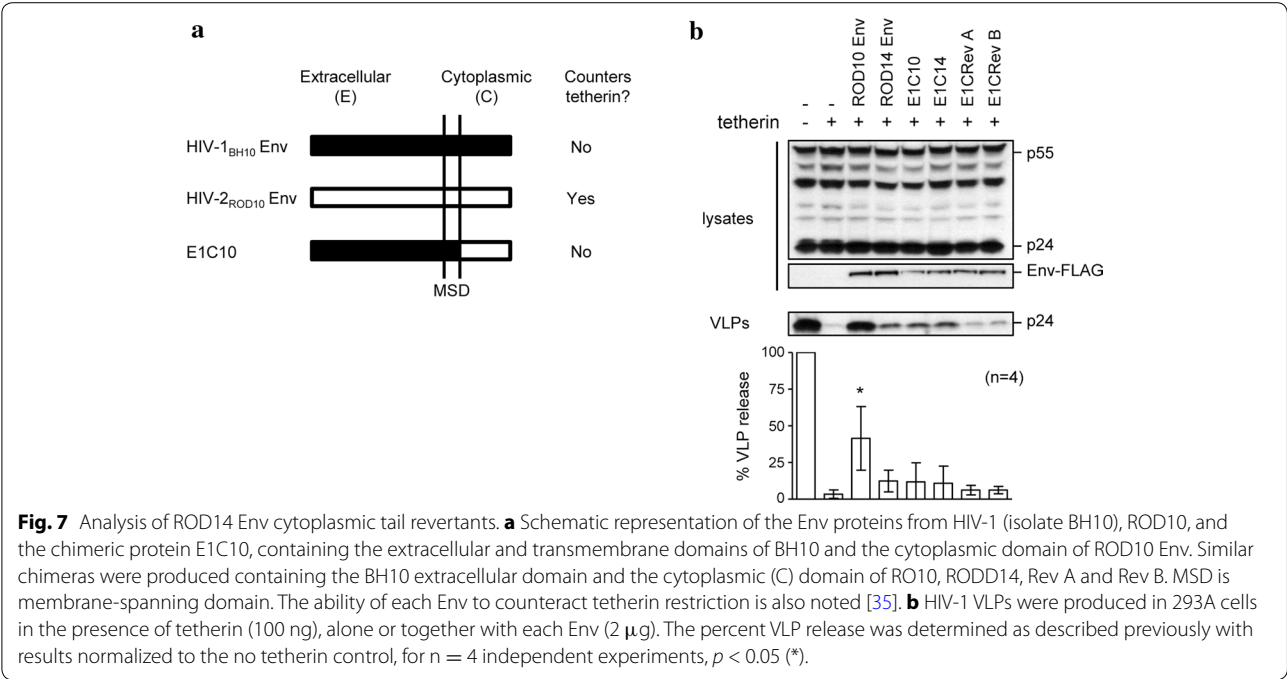 a
Extracellular
(E)
Cytoplasmic
(C)
Counters
tetherin?
HIV-1BH10 Env
No
HIV-2ROD10 Env
Yes
E1C10
No
MSD
b
-
-
ROD10 Env
ROD14 Env
E1C10
E1C14
E1CRev A
E1CRev B
tetherin - + + + + + + +
lysates
p55
p24
Env-FLAG
VLPs
p24
% VLP release
100
75
50
25
0
*
(n=4)
Fig. 7 Analysis of ROD14 Env cytoplasmic tail revertants. a Schematic representation of the Env proteins from HIV-1 (isolate BH10), ROD10, and
the chimeric protein E1C10, containing the extracellular and transmembrane domains of BH10 and the cytoplasmic domain of ROD10 Env. Similar
chimeras were produced containing the BH10 extracellular domain and the cytoplasmic (C) domain of RO10, RODD14, Rev A and Rev B. MSD is
membrane-spanning domain. The ability of each Env to counteract tetherin restriction is also noted [35]. b HIV-1 VLPs were produced in 293A cells
in the presence of tetherin (100 ng), alone or together with each Env (2 μg). The percent VLP release was determined as described previously with
results normalized to the no tetherin control, for n = 4 independent experiments, p < 0.05 (*).